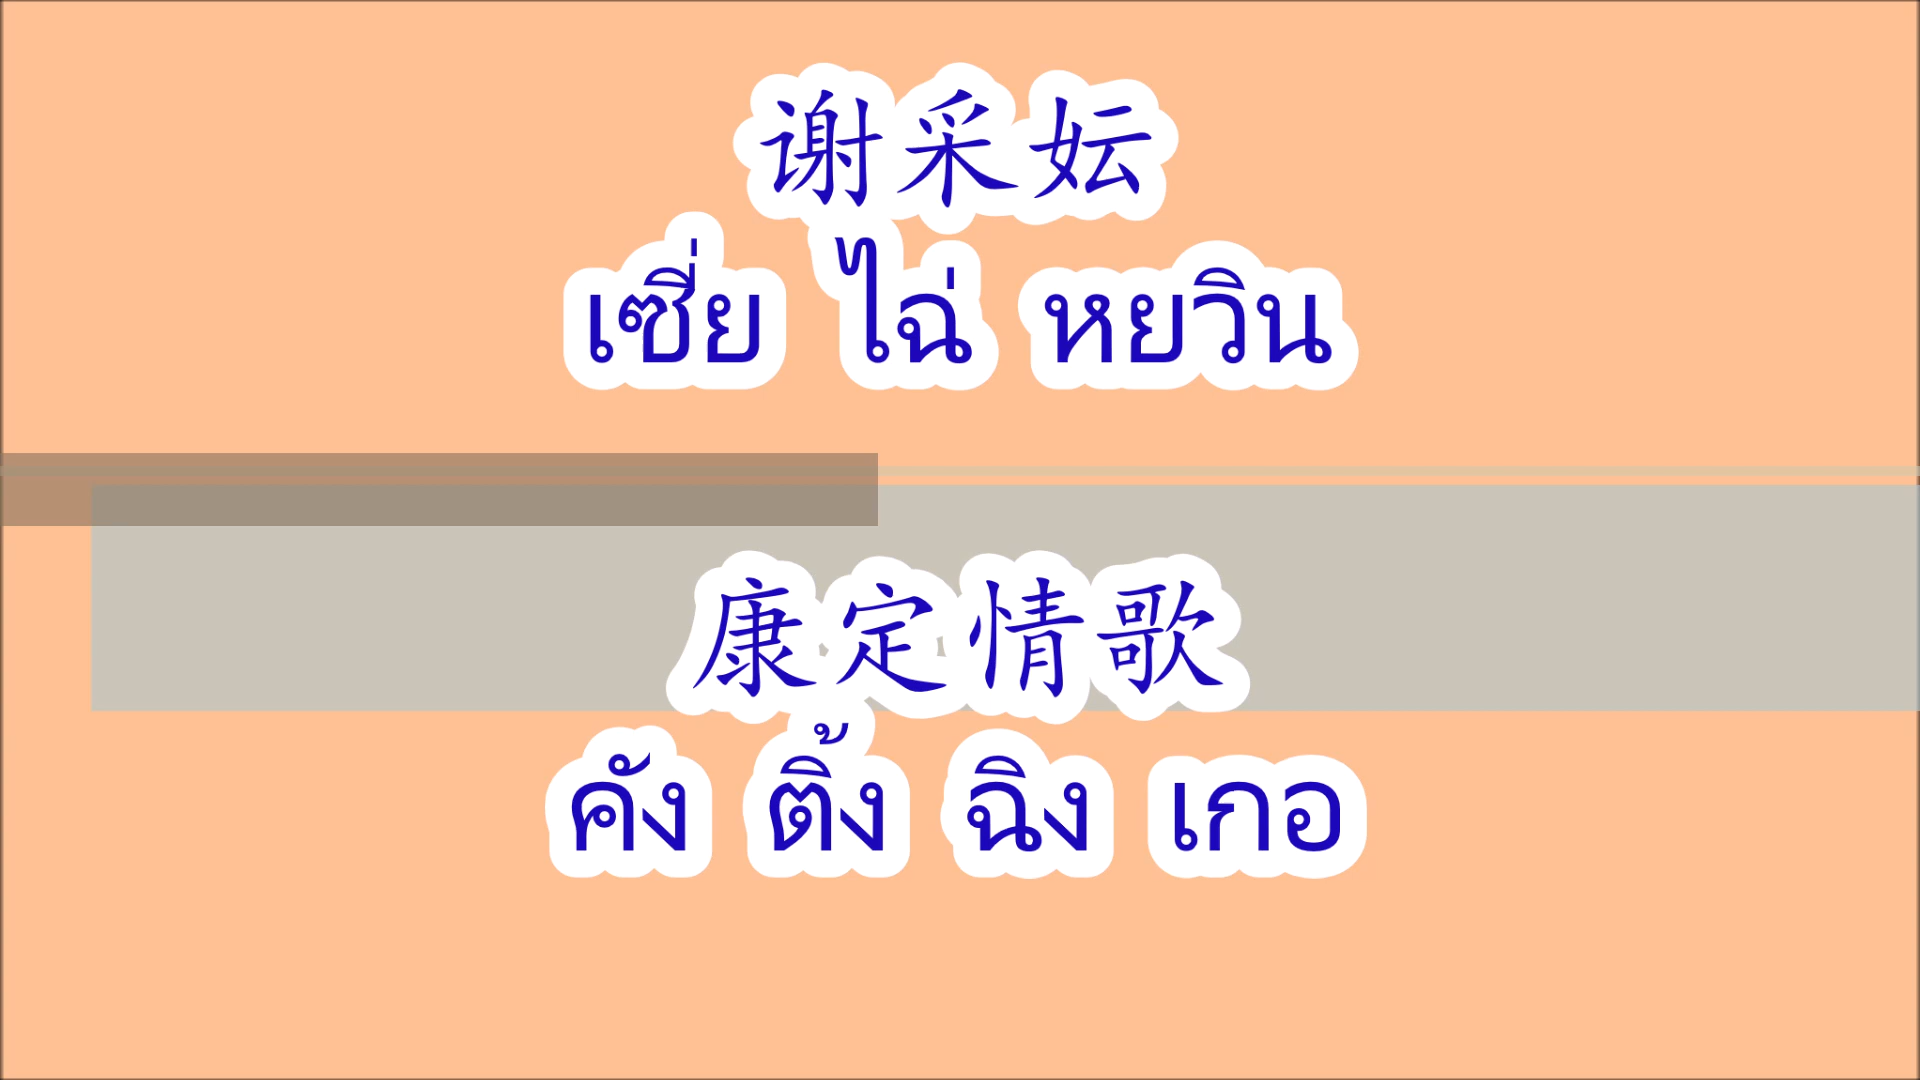 谢采妘
เซี่ย ไฉ่ หยวิน
康定情歌
คัง ติ้ง ฉิง เกอ